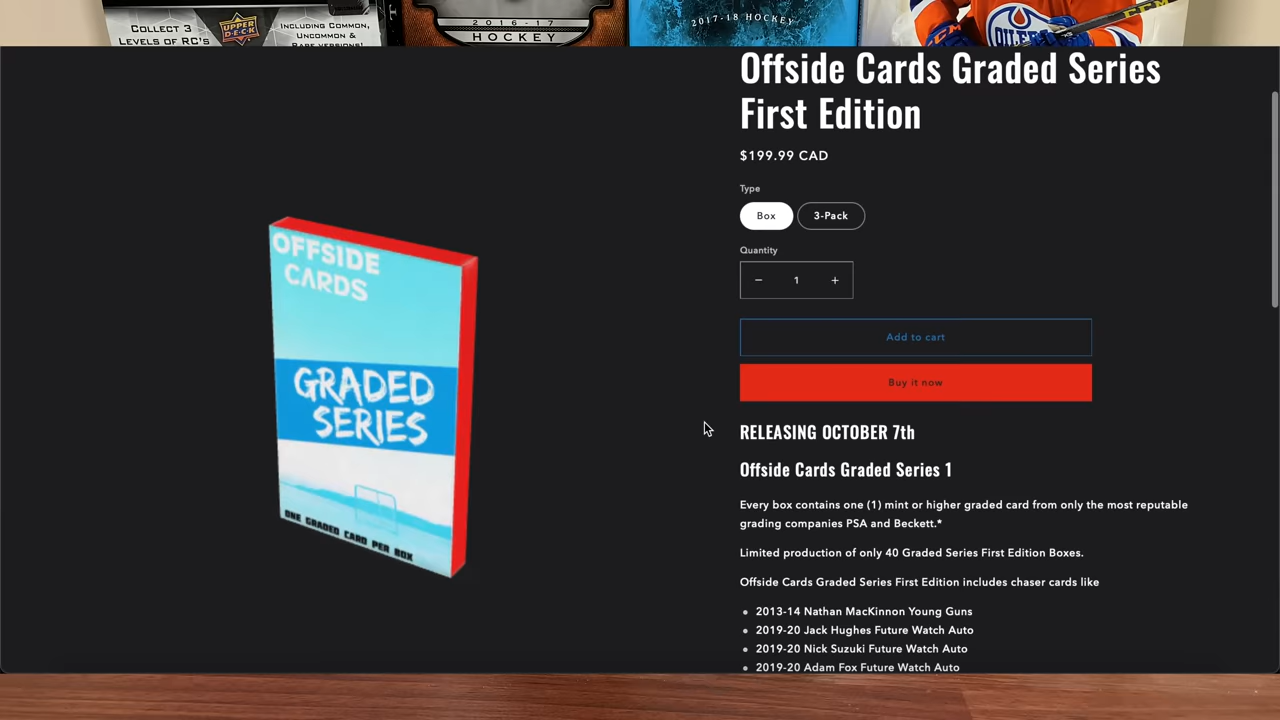 COLLECT 3
LEVELS OF RC'S
UPPER
D·E·C·K
INCLUDING COMMON,
UNCOMMON &
RARE VERSIONS!
2016-17
HOCKEY
2017-18 HOCKEY
CCM
OILERS
CCM
Offside Cards Graded Series
First Edition
$199.99 CAD
Type
Box
3-Pack
Quantity
− 1 +
Add to cart
Buy it now
RELEASING OCTOBER 7th
Offside Cards Graded Series 1
Every box contains one (1) mint or higher graded card from only the most reputable
grading companies PSA and Beckett.*
Limited production of only 40 Graded Series First Edition Boxes.
Offside Cards Graded Series First Edition includes chaser cards like
• 2013-14 Nathan MacKinnon Young Guns
• 2019-20 Jack Hughes Future Watch Auto
• 2019-20 Nick Suzuki Future Watch Auto
• 2019-20 Adam Fox Future Watch Auto
OFFSIDE
CARDS
GRADED
SERIES
ONE GRADED CARD PER BOX